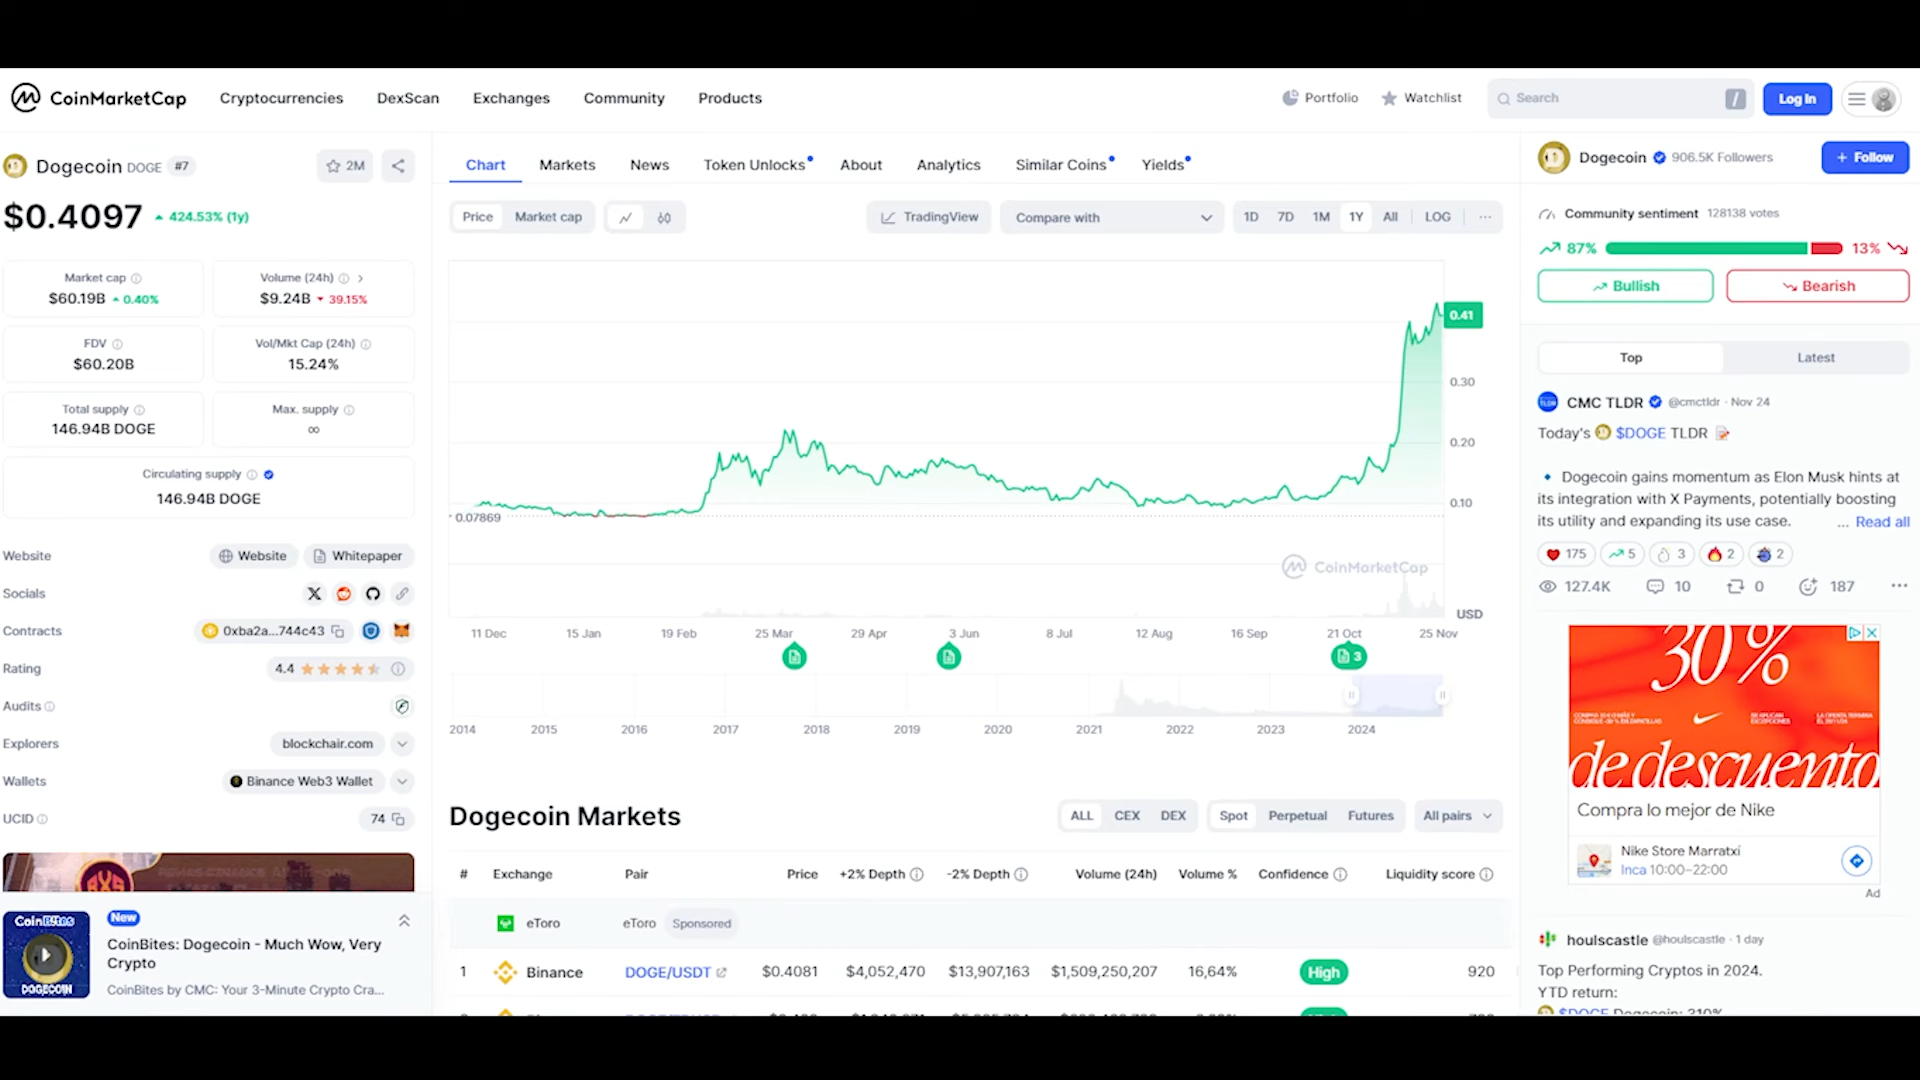 CoinMarketCap
Cryptocurrencies
DexScan
Exchanges
Community
Products
Portfolio
Watchlist
Search
/
Log In
Dogecoin DOGE #7
2M
$0.4097
424.53% (1y)
Market cap
$60.19B 0.40%
Volume (24h) >
$9.24B 39.15%
FDV
$60.20B
Vol/Mkt Cap (24h)
15.24%
Total supply
146.94B DOGE
Max. supply
∞
Circulating supply
146.94B DOGE
Website
Website
Whitepaper
Socials
Contracts
0xba2a...744c43
Rating
4.4
Audits
Explorers
blockchair.com
Wallets
Binance Web3 Wallet
UCID
74
CoinBites
DOGECOIN
New
CoinBites: Dogecoin - Much Wow, Very
Crypto
CoinBites by CMC: Your 3-Minute Crypto Cra...
Chart
Markets
News
Token Unlocks
About
Analytics
Similar Coins
Yields
Price
Market cap
TradingView
Compare with
1D
7D
1M
1Y
All
LOG
...
0.41
0.30
0.20
0.10
0.07869
CoinMarketCap
USD
11 Dec
15 Jan
19 Feb
25 Mar
29 Apr
3 Jun
8 Jul
12 Aug
16 Sep
21 Oct
25 Nov
3
2014
2015
2016
2017
2018
2019
2020
2021
2022
2023
2024
Dogecoin Markets
ALL
CEX
DEX
Spot
Perpetual
Futures
All pairs
# Exchange Pair Price +2% Depth -2% Depth Volume (24h) Volume % Confidence Liquidity score
eToro eToro Sponsored
1 Binance DOGE/USDT $0.4081 $4,052,470 $13,907,163 $1,509,250,207 16,64% High 920
Dogecoin 906.5K Followers
+ Follow
Community sentiment 128138 votes
87%
13%
Bullish
Bearish
Top
Latest
CMC TLDR @cmctldr · Nov 24
Today's $DOGE TLDR
Dogecoin gains momentum as Elon Musk hints at
its integration with X Payments, potentially boosting
its utility and expanding its use case. ... Read all
175
5
3
2
2
127.4K
10
0
187
...
30%
de descuento
Compra lo mejor de Nike
Nike Store Marratxí
Inca 10:00–22:00
Ad
houlscastle @houlscastle · 1 day
Top Performing Cryptos in 2024.
YTD return:
$DOGE Dogecoin: 310%